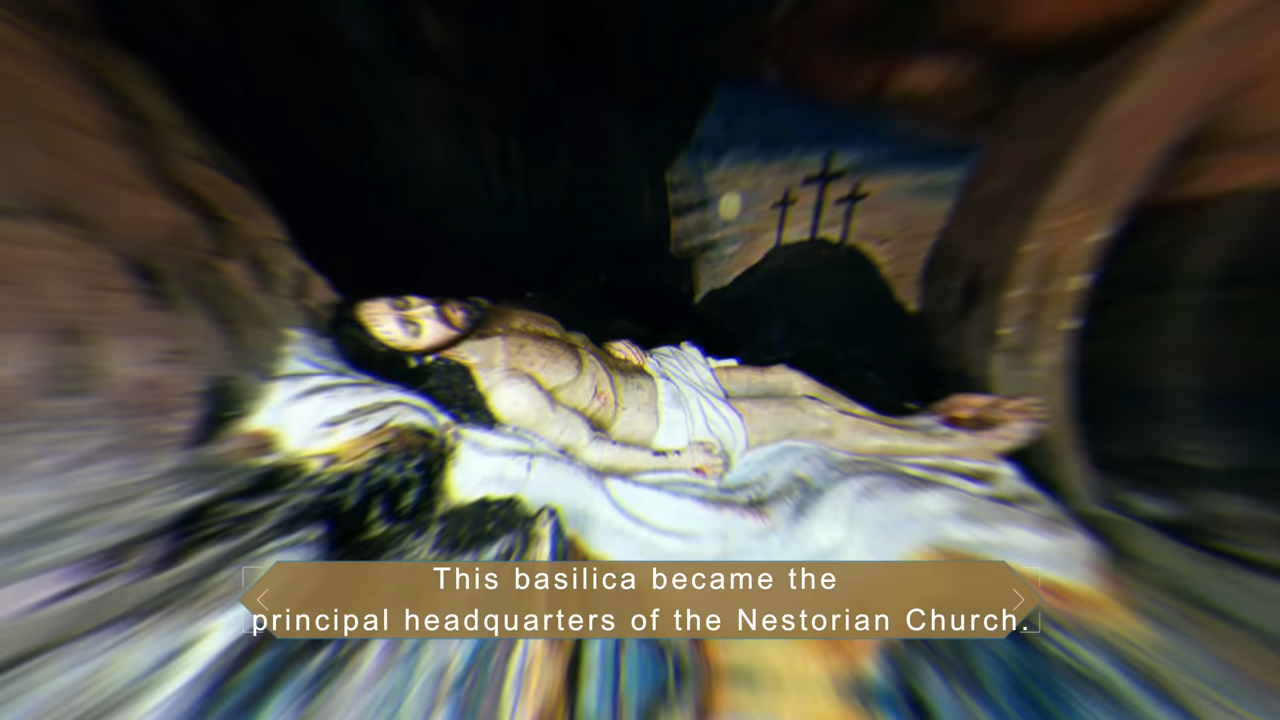 This basilica became the
principal headquarters of the Nestorian Church.